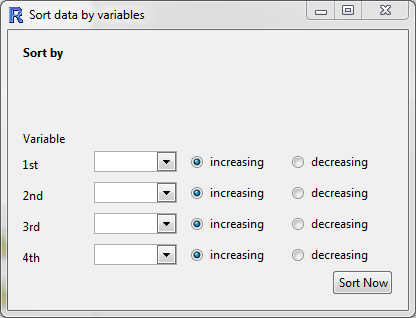 Sort data by variables
Sort by
Variable
1st increasing decreasing
2nd increasing decreasing
3rd increasing decreasing
4th increasing decreasing
Sort Now